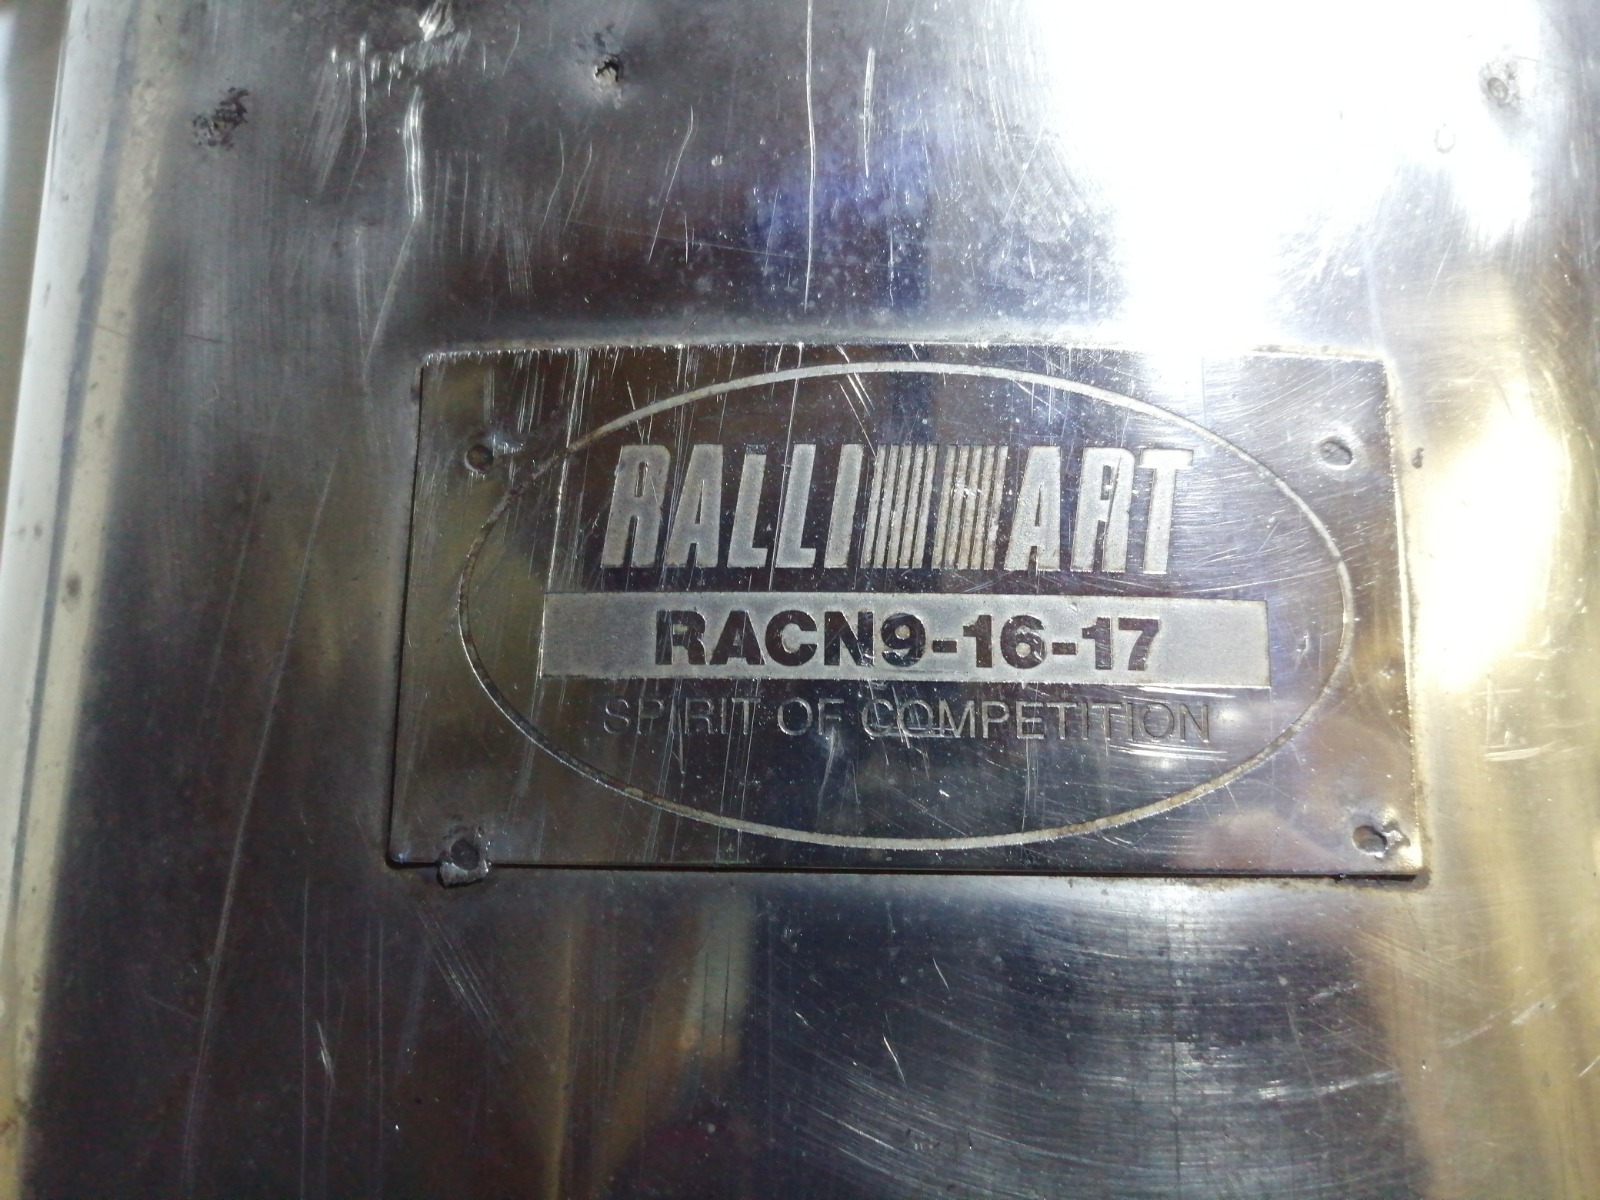 RALLIART
RACN9-16-17
SPIRIT OF COMPETITION